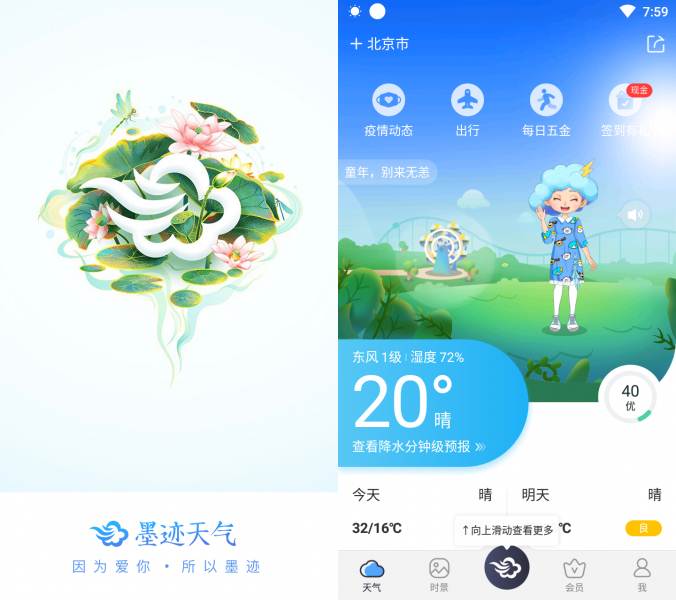 墨迹天气
因为爱你·所以墨迹
7:59
+ 北京市
现金
疫情动态
出行
每日五金
签到有礼
童年，别来无恙
东风 1级 | 湿度 72%
20°
晴
查看降水分钟级预报
40
优
今天 晴
明天 晴
32/16℃
℃
良
↑向上滑动查看更多
天气
时景
会员
我